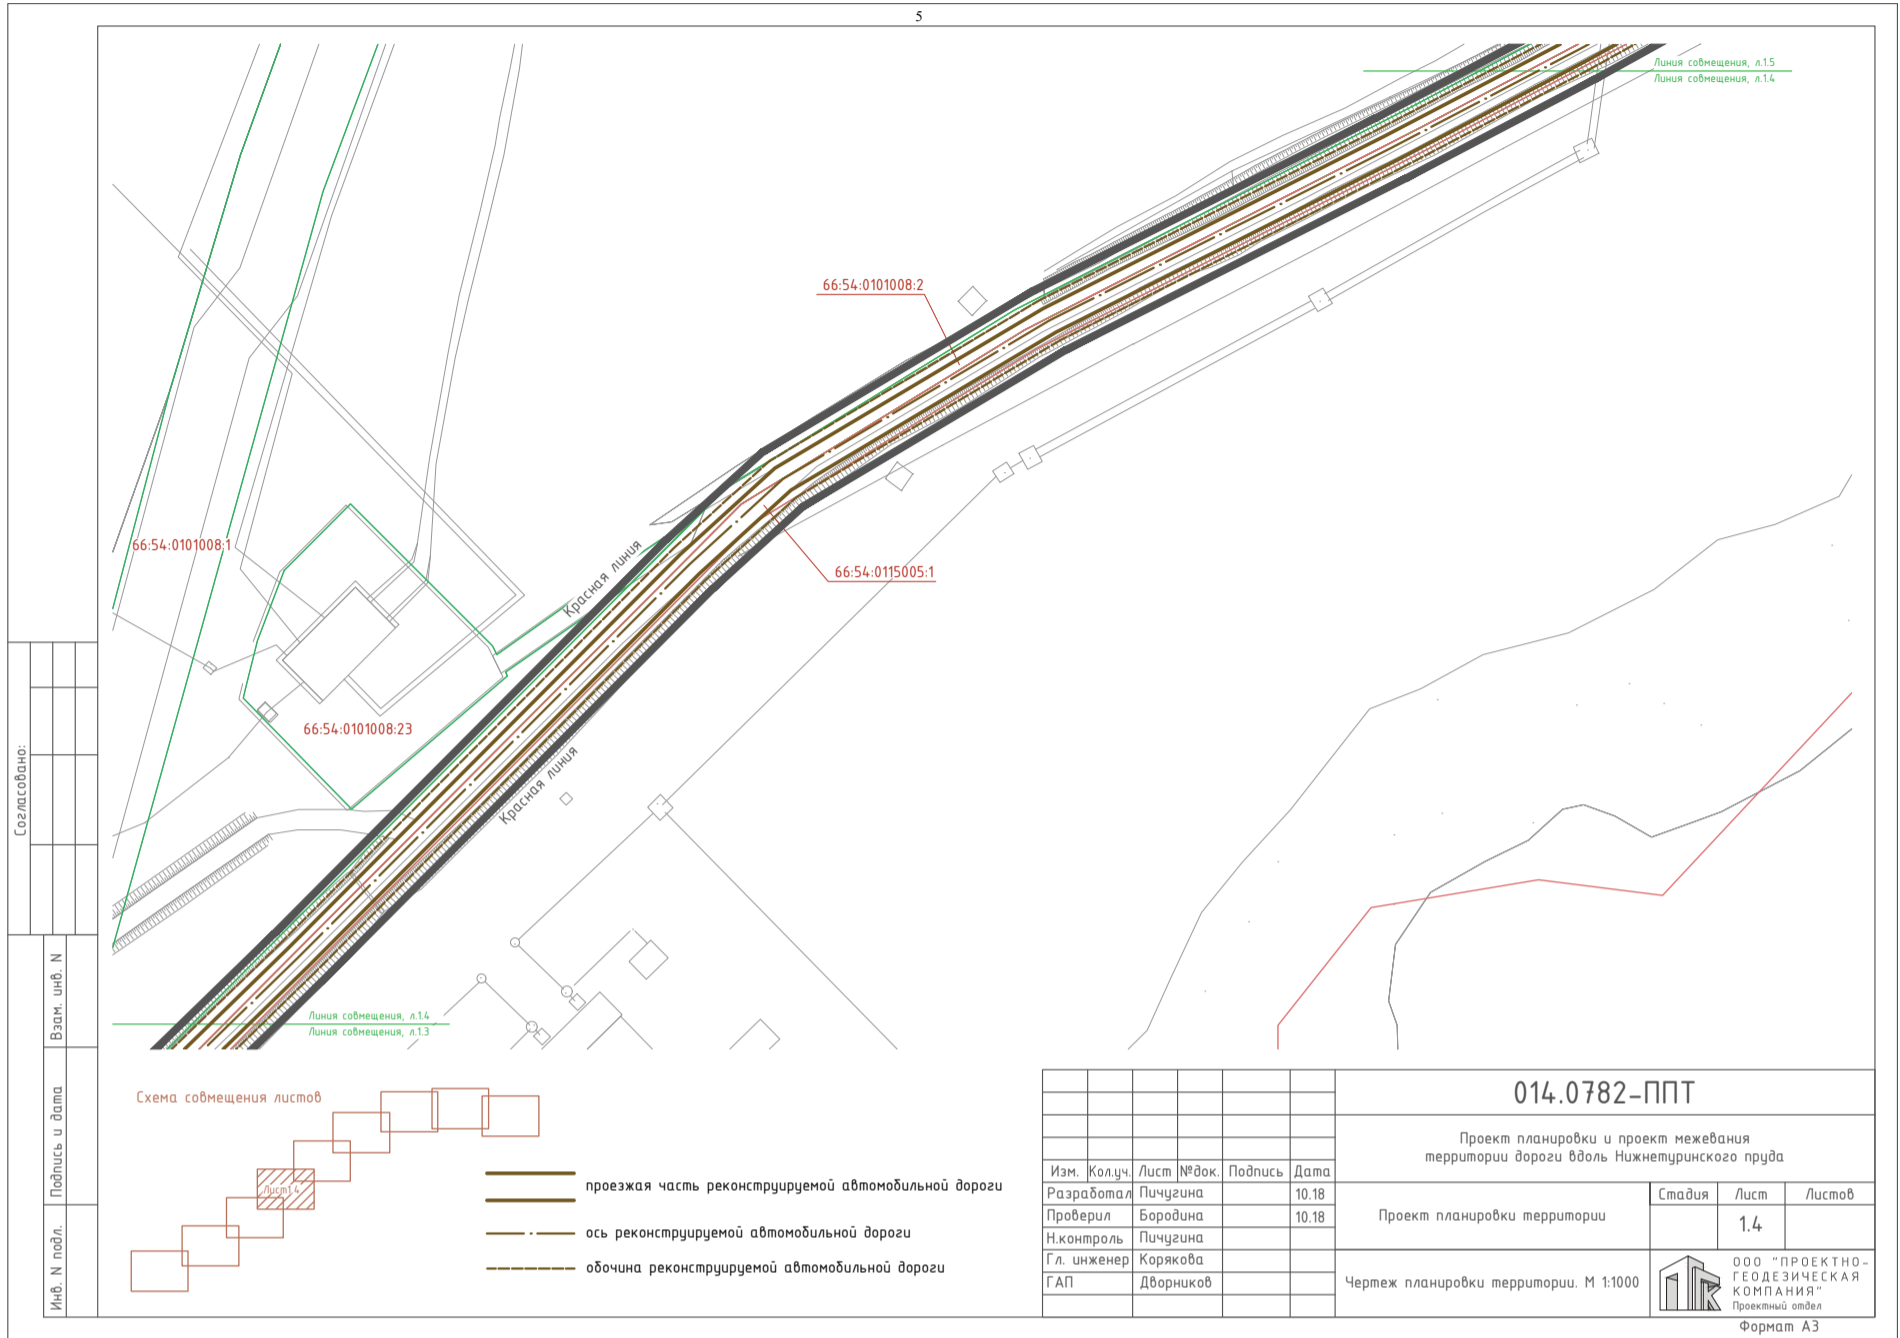 5
Линия совмещения, л.1.5
Линия совмещения, л.1.4
66:54:0101008:2
66:54:0101008:1
Красная линия
66:54:0115005:1
66:54:0101008:23
Красная линия
Линия совмещения, л.1.4
Линия совмещения, л.1.3
Согласовано:
Взам. инв. N
Подпись и дата
Инв. N подл.
Схема совмещения листов
Лист1.4
проезжая часть реконструируемой автомобильной дороги
ось реконструируемой автомобильной дороги
обочина реконструируемой автомобильной дороги
014.0782-ППТ
Проект планировки и проект межевания
территории дороги вдоль Нижнетуринского пруда
Изм. Кол.уч. Лист №док. Подпись Дата
Разработал Пичугина 10.18
Проверил Бородина 10.18
Н.контроль Пичугина
Гл. инженер Корякова
ГАП Дворников
Проект планировки территории
Стадия Лист Листов
1.4
Чертеж планировки территории. М 1:1000
ООО "ПРОЕКТНО-
ГЕОДЕЗИЧЕСКАЯ
КОМПАНИЯ"
Проектный отдел
Формат А3